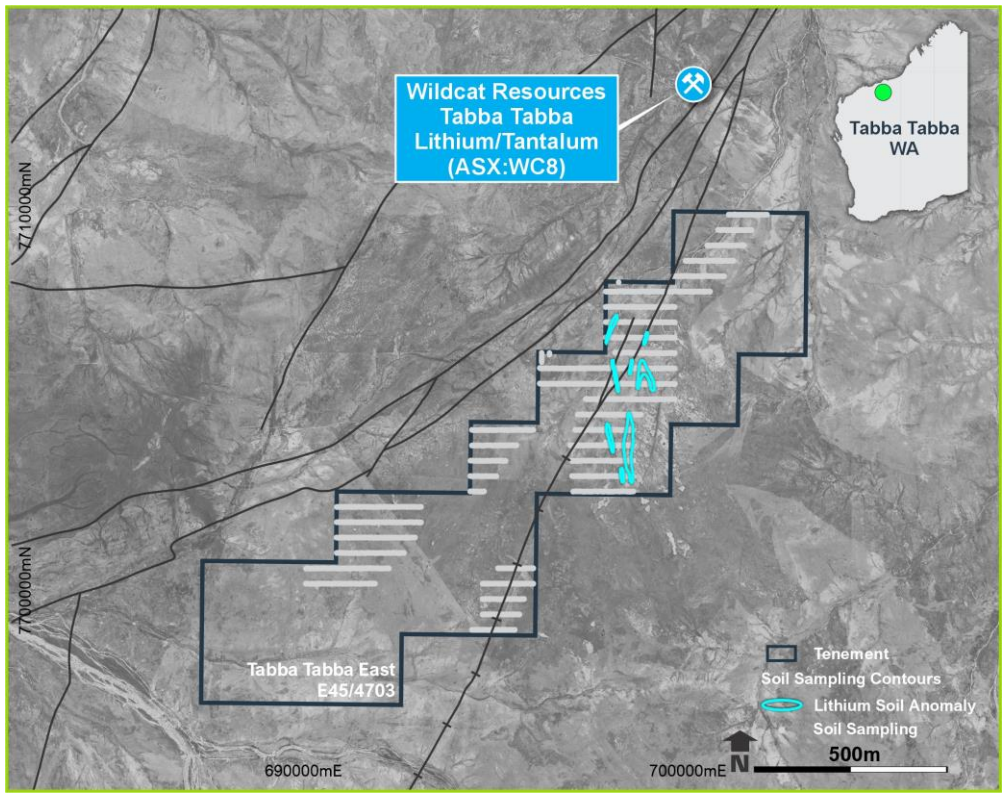 Wildcat Resources
Tabba Tabba
Lithium/Tantalum
(ASX:WC8)
Tabba Tabba
WA
7710000mN
7700000mN
Tabba Tabba East
E45/4703
Tenement
Soil Sampling Contours
Lithium Soil Anomaly
Soil Sampling
N
500m
690000mE
700000mE